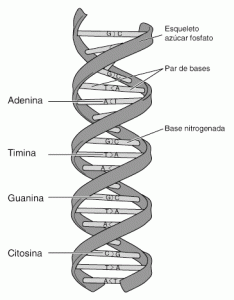 Esqueleto
azúcar fosfato
G C
Par de bases
G C
T A
Adenina
A T
Base nitrogenada
G C
Timina
T A
A
Guanina
G C
T A
A
Citosina
C G
T A
A T